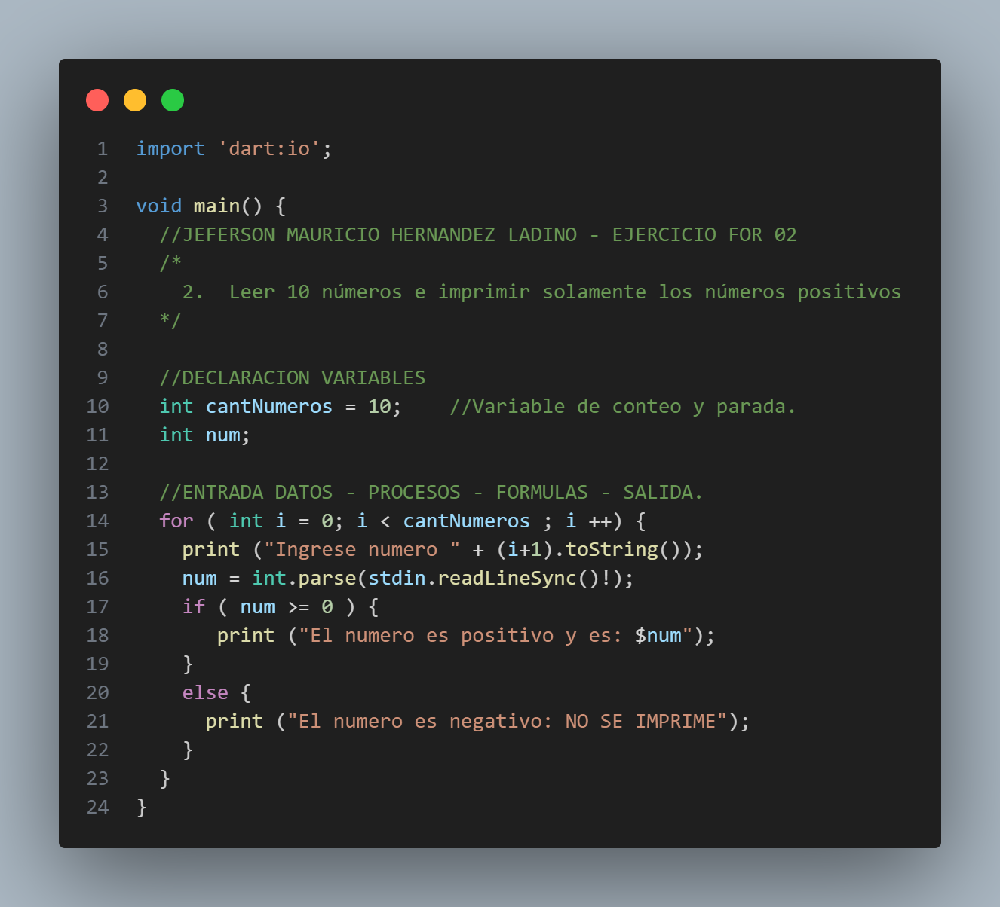 1 import 'dart:io';
2
3 void main() {
4 //JEFERSON MAURICIO HERNANDEZ LADINO - EJERCICIO FOR 02
5 /*
6 2.  Leer 10 números e imprimir solamente los números positivos
7 */
8
9 //DECLARACION VARIABLES
10 int cantNumeros = 10;    //Variable de conteo y parada.
11 int num;
12
13 //ENTRADA DATOS - PROCESOS - FORMULAS - SALIDA.
14 for ( int i = 0; i < cantNumeros ; i ++) {
15 print ("Ingrese numero " + (i+1).toString());
16 num = int.parse(stdin.readLineSync()!);
17 if ( num >= 0 ) {
18 print ("El numero es positivo y es: $num");
19 }
20 else {
21 print ("El numero es negativo: NO SE IMPRIME");
22 }
23 }
24 }